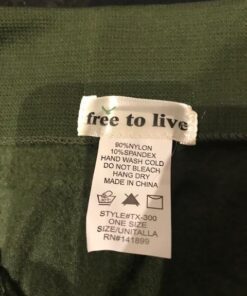 free to live
90%NYLON
10%SPANDEX
HAND WASH COLD
DO NOT BLEACH
HANG DRY
MADE IN CHINA
STYLE#TX-300
ONE SIZE
SIZE/UNITALLA
RN#141899